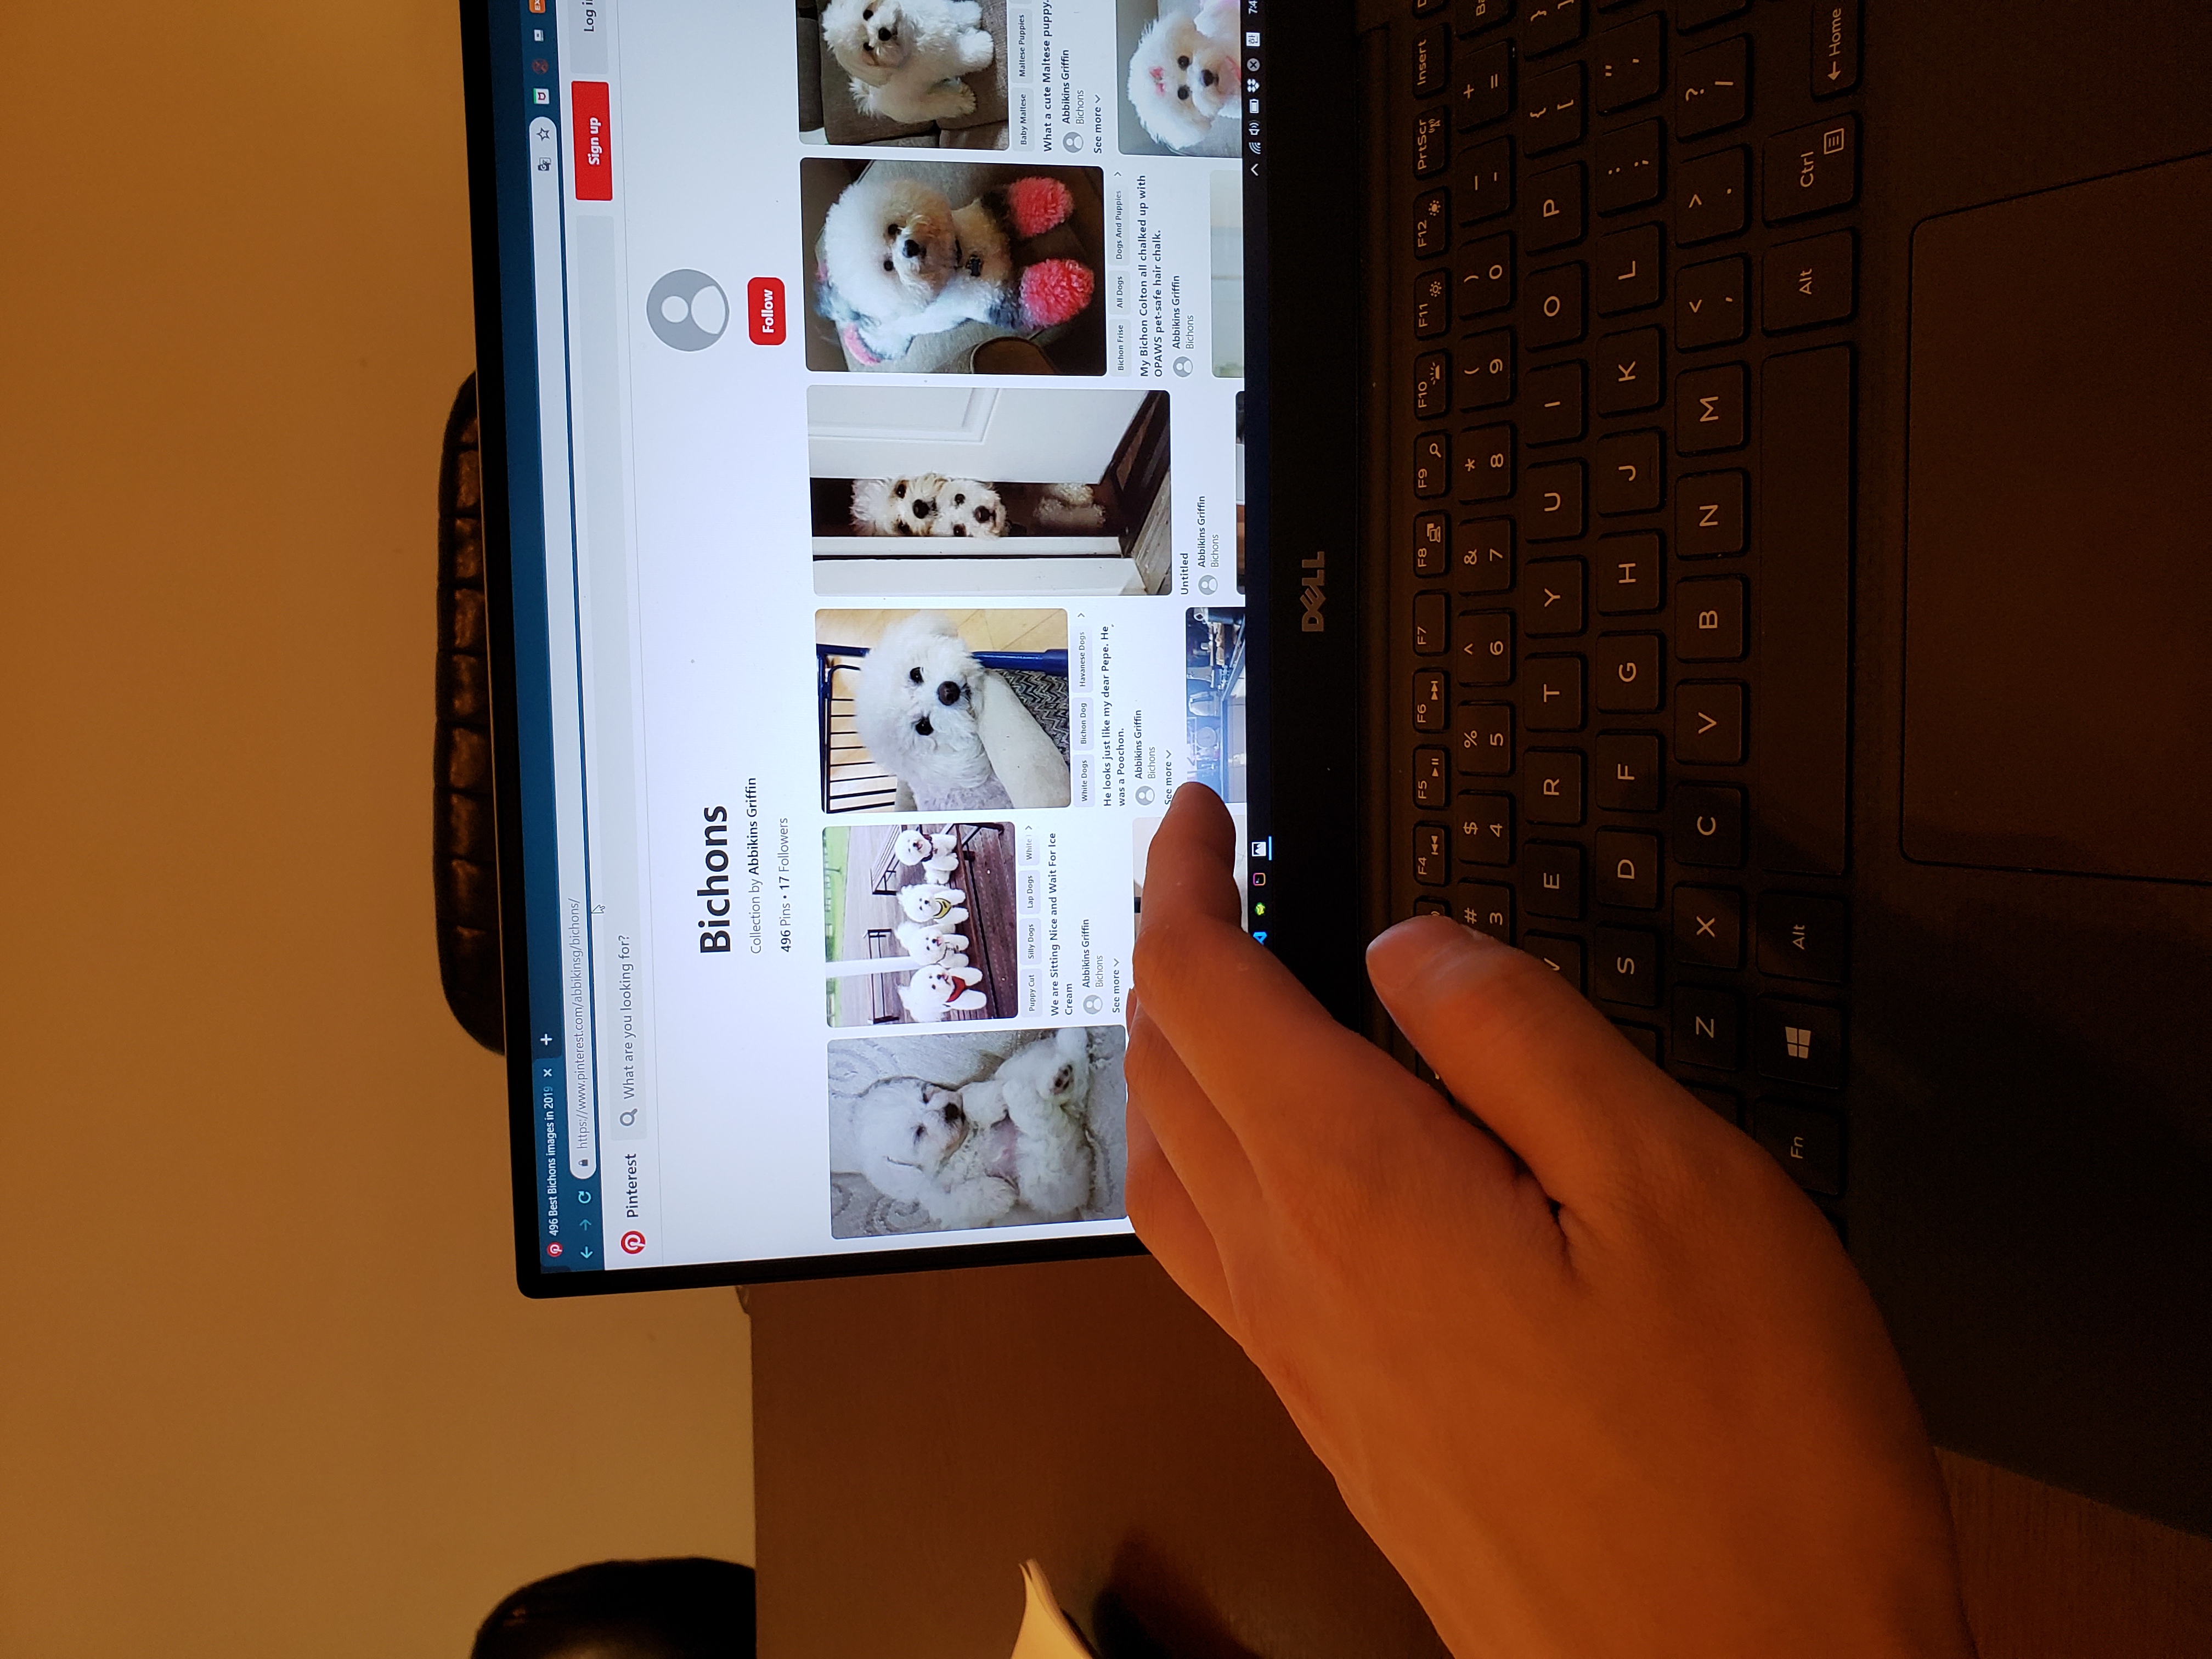 496 Best Bichons images in 2019
https://www.pinterest.com/abbikinsg/bichons/
Pinterest
What are you looking for?
Sign up
Bichons
Collection by Abbikins Griffin
496 Pins • 17 Followers
Follow
Puppy Cut Silly Dogs Lap Dogs White
We are Sitting Nice and Wait For Ice
Cream
Abbikins Griffin
Bichons
See more
White Dogs Bichon Dog Havanese Dogs
He looks just like my dear Pepe. He
was a Poochon.
Abbikins Griffin
Bichons
See more
Untitled
Abbikins Griffin
Bichons
Bichon Frise All Dogs Dogs And Puppies
My Bichon Colton all chalked up with
OPAWS pet-safe hair chalk.
Abbikins Griffin
Bichons
Baby Maltese Maltese Puppies
What a cute Maltese puppy.
Abbikins Griffin
Bichons
See more
한
DELL
F4 F5 F6 F7 F8 F9 F10 F11 F12 PrtScr Insert
# $ % ^ & * ( ) _ +
3 4 5 6 7 8 9 0 - =
E R T Y U I O P { [
S D F G H J K L : ; " '
Z X C V B N M < , > . ? /
Fn Alt Alt Ctrl Home